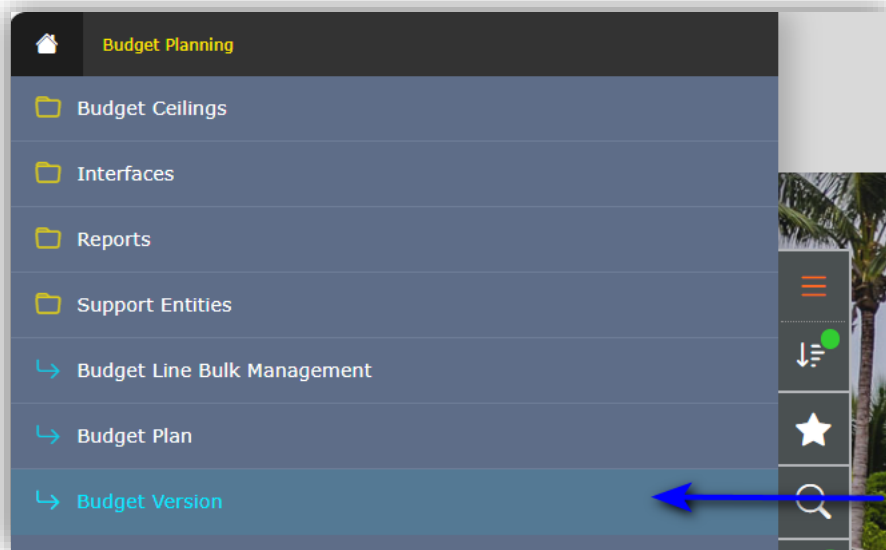 Budget Planning
Budget Ceilings
Interfaces
Reports
Support Entities
Budget Line Bulk Management
Budget Plan
Budget Version